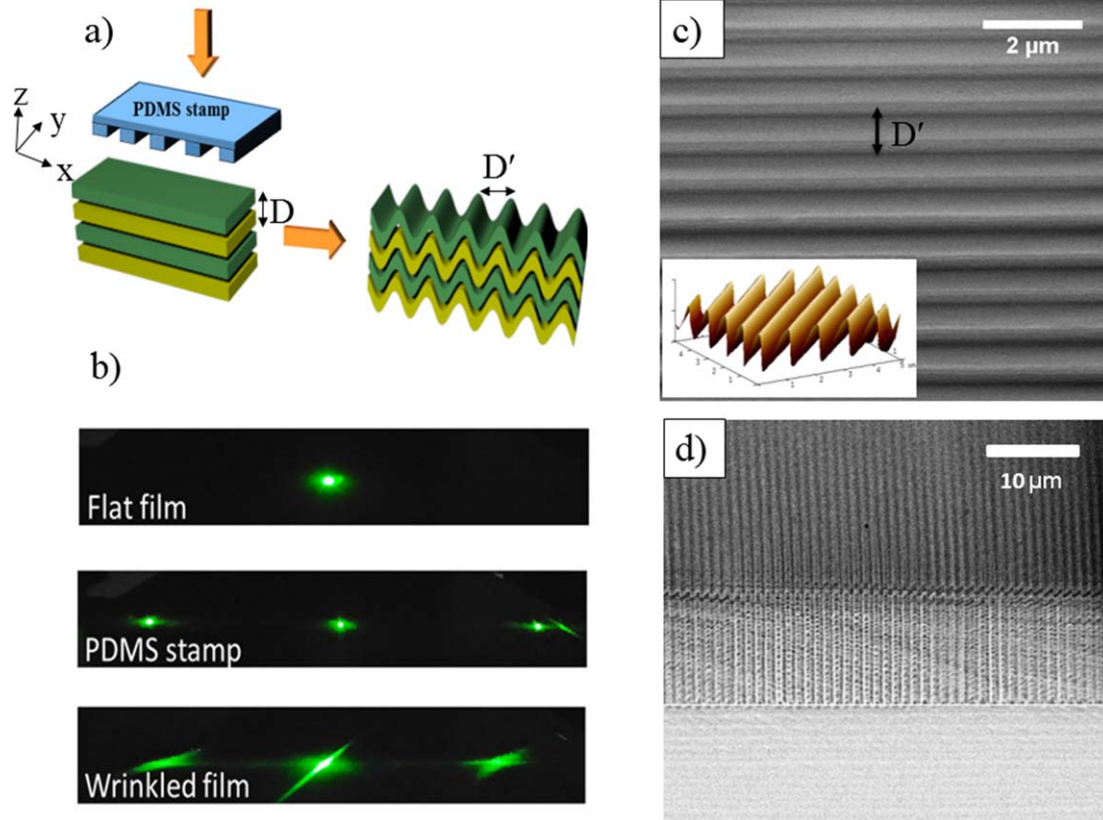 a)
PDMS stamp
z
y
x
D
D′
b)
Flat film
PDMS stamp
Wrinkled film
c)
2 µm
D′
d)
10 µm